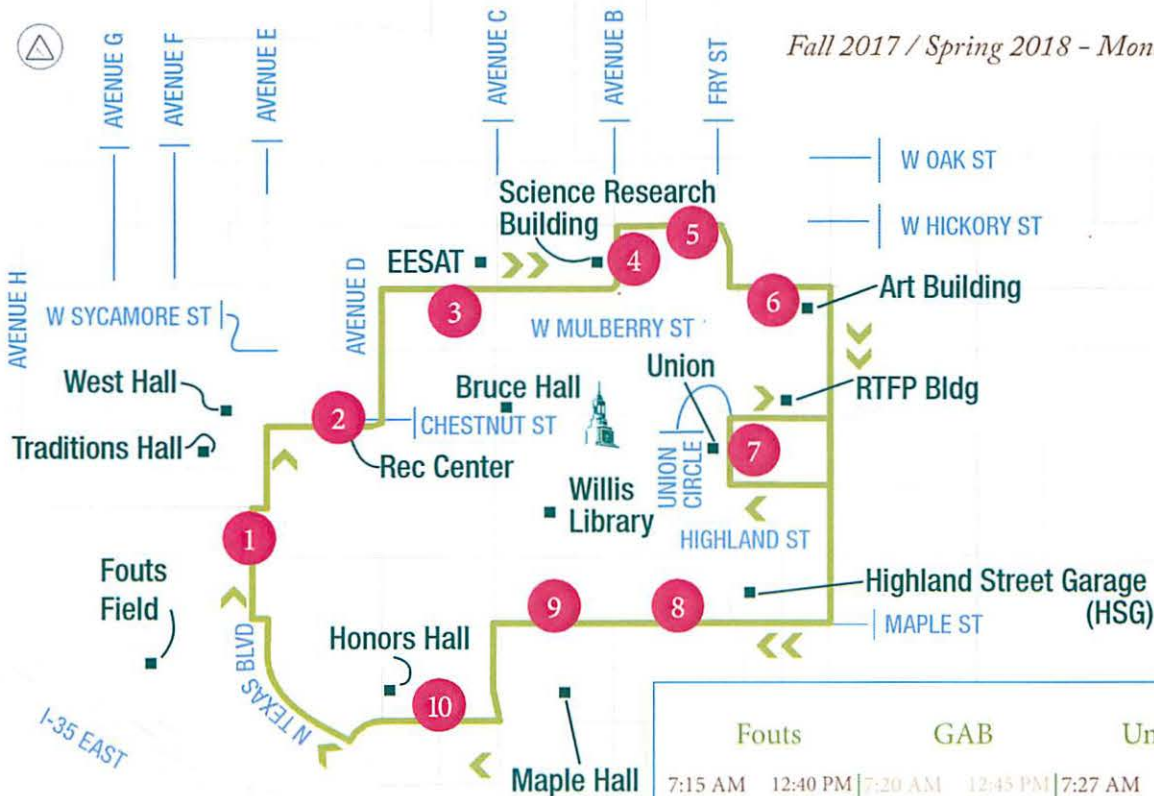 AVENUE G
AVENUE F
AVENUE E
AVENUE C
AVENUE B
FRY ST
Fall 2017 / Spring 2018 - Mon
W OAK ST
W HICKORY ST
Science Research
Building
EESAT
3
4
5
6
Art Building
AVENUE H
W SYCAMORE ST
AVENUE D
W MULBERRY ST
West Hall
Traditions Hall
2
Rec Center
Bruce Hall
CHESTNUT ST
Union
UNION
CIRCLE
7
RTFP Bldg
Willis
Library
HIGHLAND ST
1
Fouts
Field
Highland Street Garage
(HSG)
9
8
MAPLE ST
Honors Hall
10
N TEXAS BLVD
I-35 EAST
Maple Hall
Fouts
GAB
Un
7:15 AM 12:40 PM 7:20 AM 12:45 PM 7:27 AM